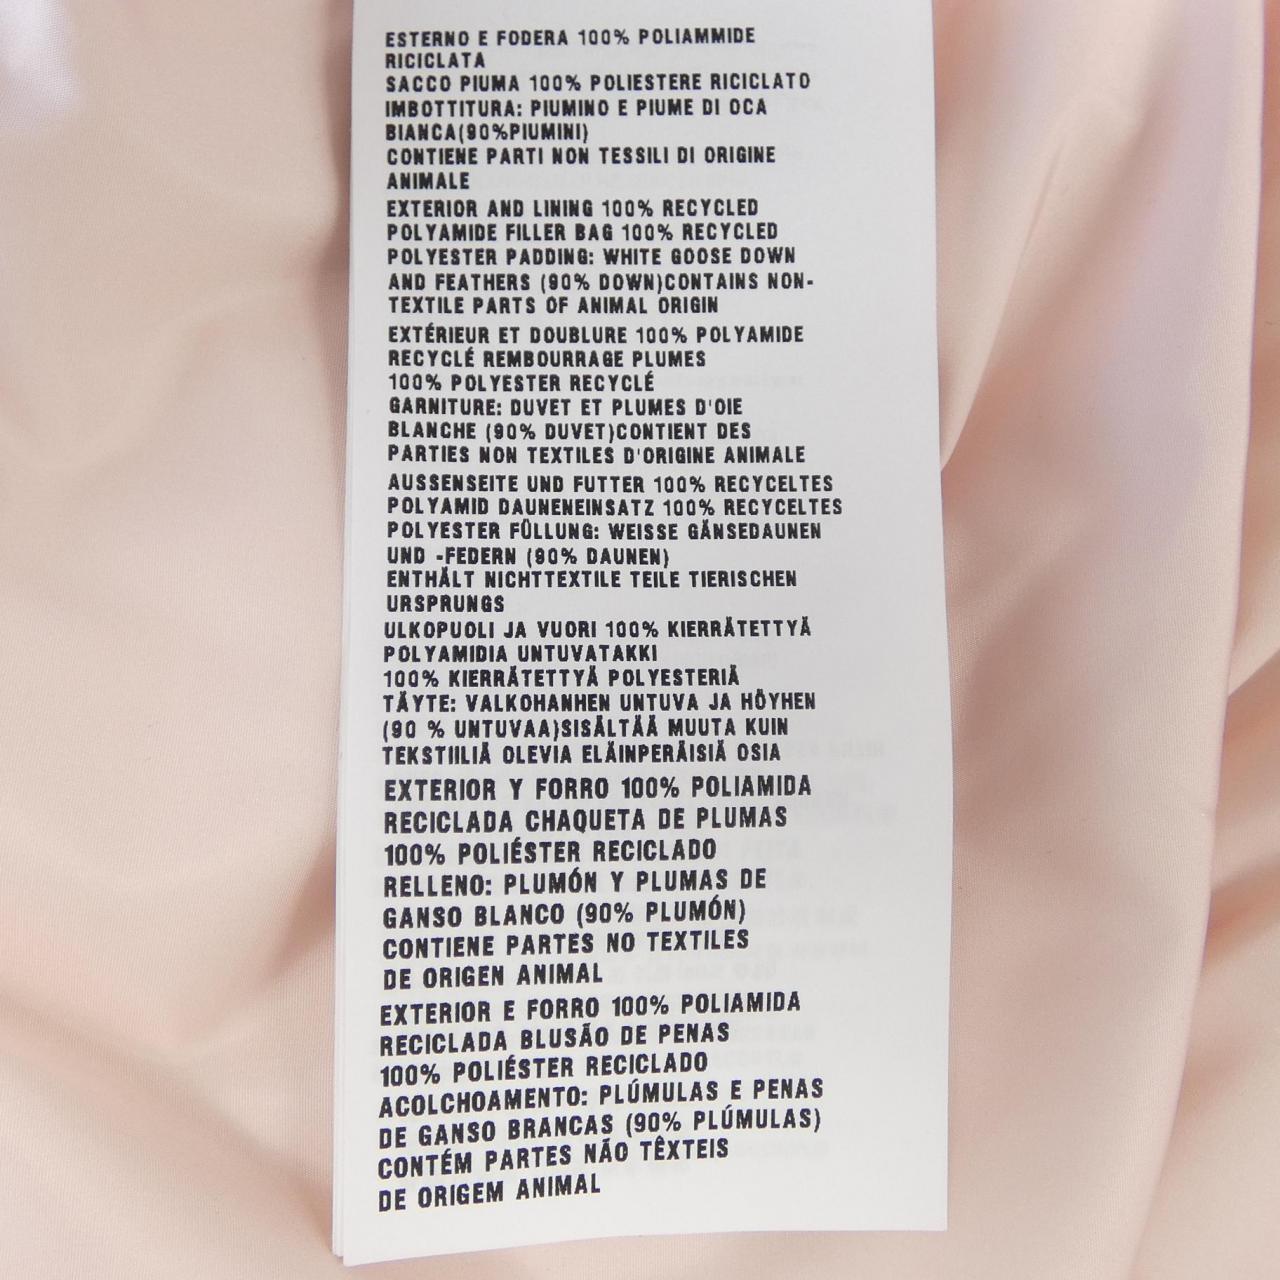 ESTERNO E FODERA 100% POLIAMMIDE
RICICLATA
SACCO PIUMA 100% POLIESTERE RICICLATO
IMBOTTITURA: PIUMINO E PIUME DI OCA
BIANCA(90%PIUMINI)
CONTIENE PARTI NON TESSILI DI ORIGINE
ANIMALE
EXTERIOR AND LINING 100% RECYCLED
POLYAMIDE FILLER BAG 100% RECYCLED
POLYESTER PADDING: WHITE GOOSE DOWN
AND FEATHERS (90% DOWN)CONTAINS NON-
TEXTILE PARTS OF ANIMAL ORIGIN
EXTÉRIEUR ET DOUBLURE 100% POLYAMIDE
RECYCLÉ REMBOURRAGE PLUMES
100% POLYESTER RECYCLÉ
GARNITURE: DUVET ET PLUMES D'OIE
BLANCHE (90% DUVET)CONTIENT DES
PARTIES NON TEXTILES D'ORIGINE ANIMALE
AUSSENSEITE UND FUTTER 100% RECYCELTES
POLYAMID DAUNENEINSATZ 100% RECYCELTES
POLYESTER FÜLLUNG: WEISSE GÄNSEDAUNEN
UND -FEDERN (90% DAUNEN)
ENTHÄLT NICHTTEXTILE TEILE TIERISCHEN
URSPRUNGS
ULKOPUOLI JA VUORI 100% KIERRÄTETTYÄ
POLYAMIDIA UNTUVATAKKI
100% KIERRÄTETTYÄ POLYESTERIÄ
TÄYTE: VALKOHANHEN UNTUVA JA HÖYHEN
(90 % UNTUVAA)SISÄLTÄÄ MUUTA KUIN
TEKSTIILIÄ OLEVIA ELÄINPERÄISIÄ OSIA
EXTERIOR Y FORRO 100% POLIAMIDA
RECICLADA CHAQUETA DE PLUMAS
100% POLIÉSTER RECICLADO
RELLENO: PLUMÓN Y PLUMAS DE
GANSO BLANCO (90% PLUMÓN)
CONTIENE PARTES NO TEXTILES
DE ORIGEN ANIMAL
EXTERIOR E FORRO 100% POLIAMIDA
RECICLADA BLUSÃO DE PENAS
100% POLIÉSTER RECICLADO
ACOLCHOAMENTO: PLÚMULAS E PENAS
DE GANSO BRANCAS (90% PLÚMULAS)
CONTÉM PARTES NÃO TÊXTEIS
DE ORIGEM ANIMAL